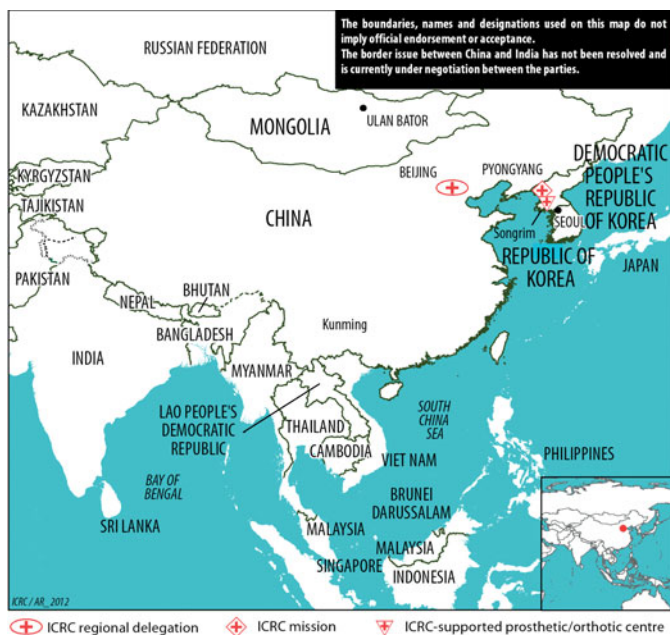 The boundaries, names and designations used on this map do not
imply official endorsement or acceptance.
The border issue between China and India has not been resolved and
is currently under negotiation between the parties.
RUSSIAN FEDERATION
KAZAKHSTAN
MONGOLIA
ULAN BATOR
KYRGYZSTAN
TAJIKISTAN
BEIJING
PYONGYANG
DEMOCRATIC
PEOPLE'S
REPUBLIC
OF KOREA
CHINA
SEOUL
Songrim
REPUBLIC OF
KOREA
JAPAN
PAKISTAN
NEPAL
BHUTAN
BANGLADESH
Kunming
INDIA
MYANMAR
LAO PEOPLE'S
DEMOCRATIC
REPUBLIC
THAILAND
CAMBODIA
VIET NAM
SOUTH
CHINA
SEA
PHILIPPINES
BAY OF
BENGAL
SRI LANKA
BRUNEI
DARUSSALAM
MALAYSIA
MALAYSIA
SINGAPORE
INDONESIA
ICRC / AR_2012
ICRC regional delegation
ICRC mission
ICRC-supported prosthetic/orthotic centre